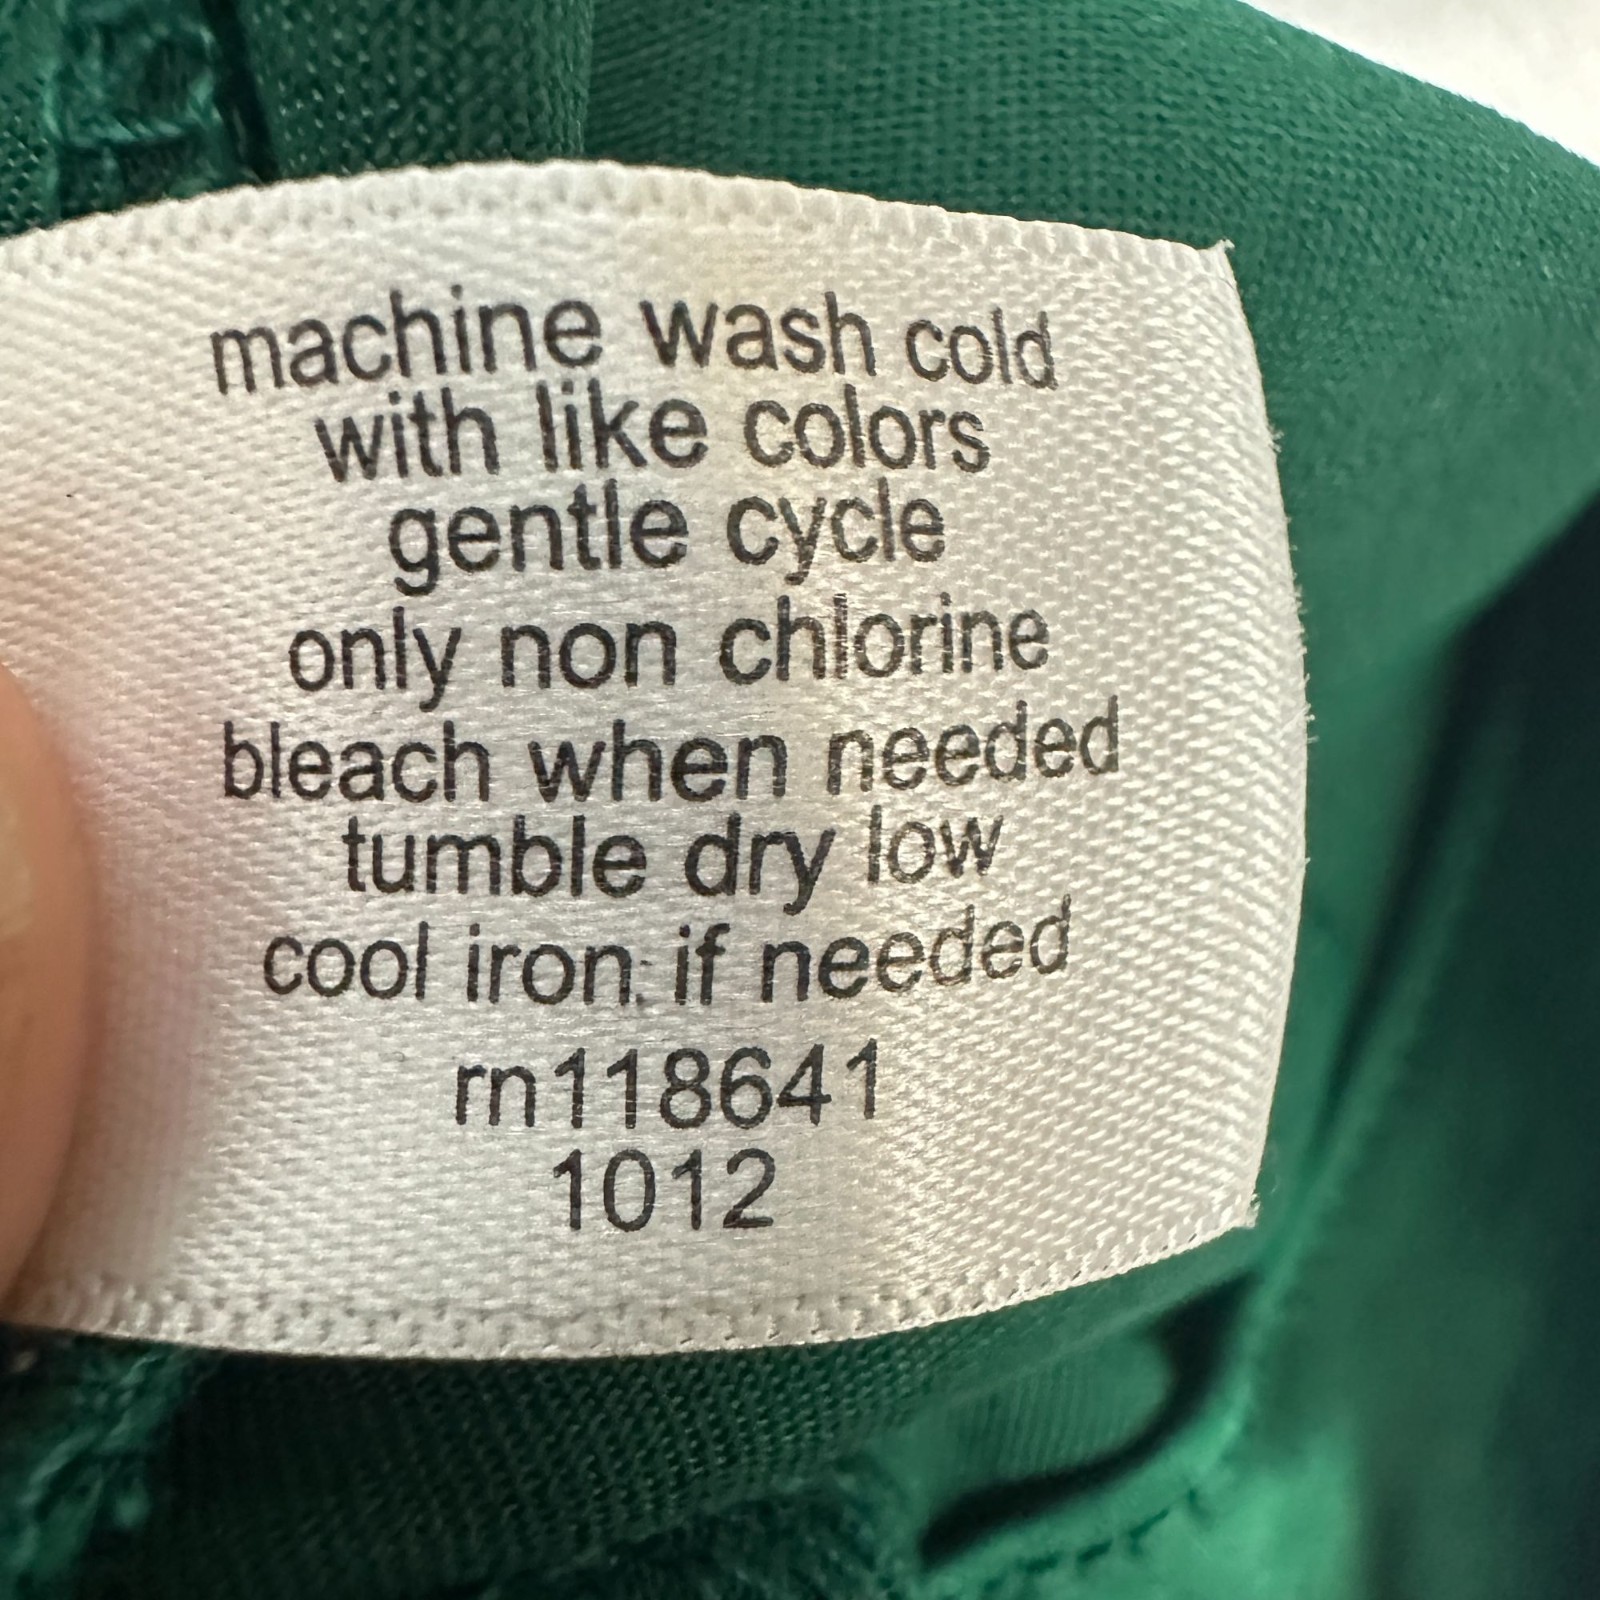 machine wash cold
with like colors
gentle cycle
only non chlorine
bleach when needed
tumble dry low
cool iron if needed
rn118641
1012